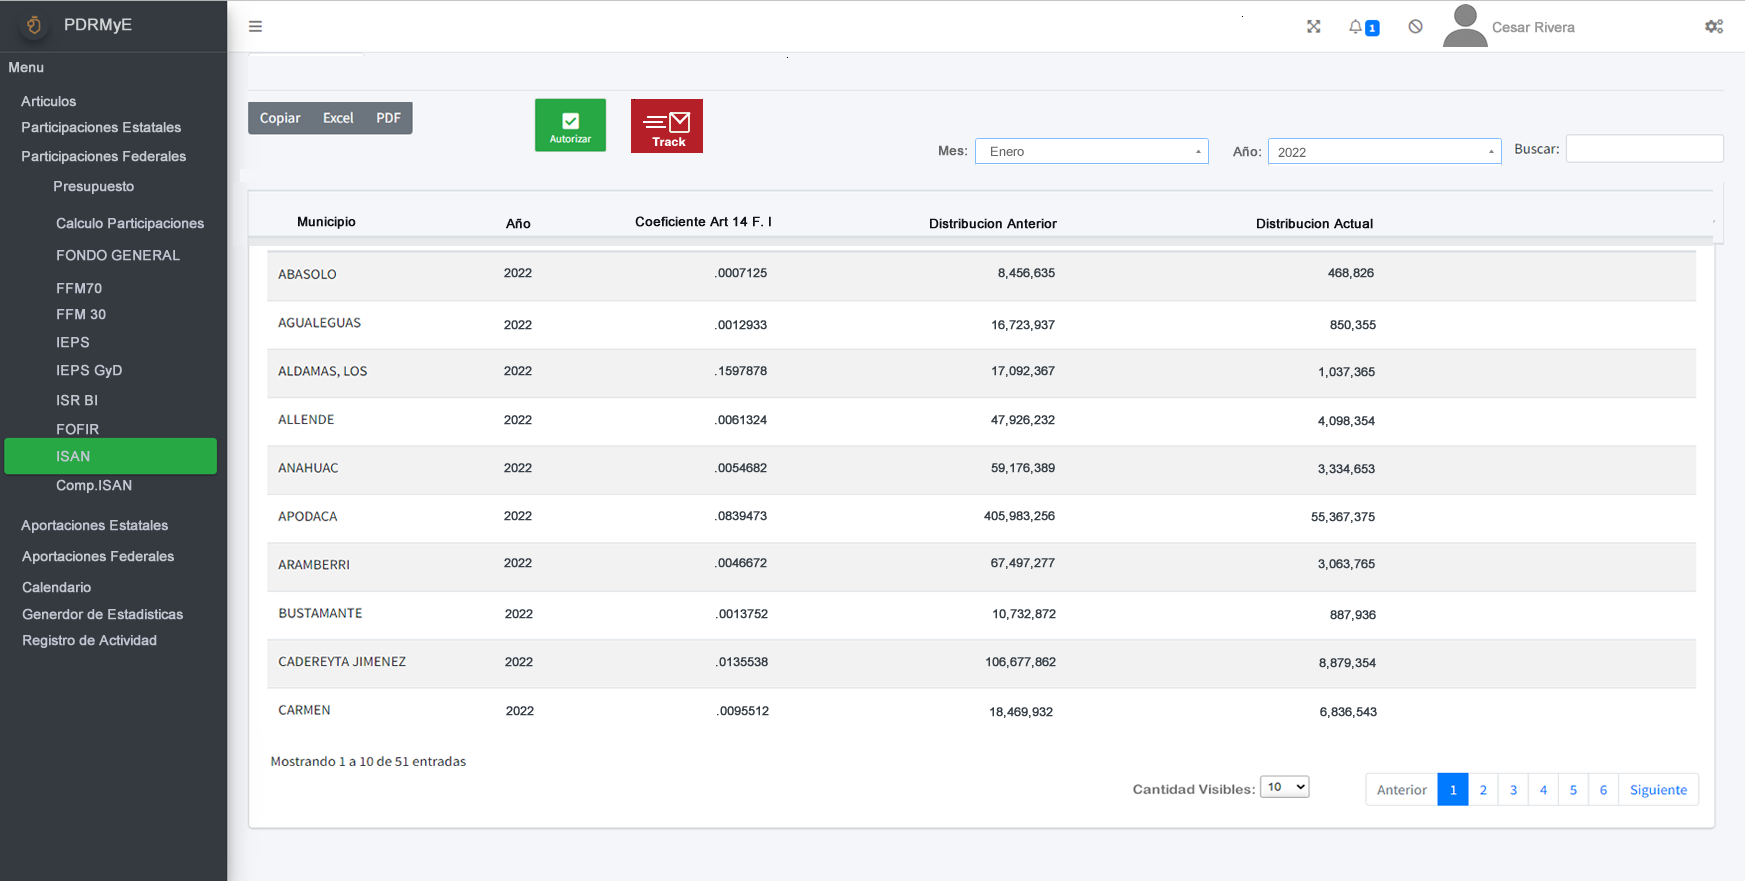 PDRMyE
1
Cesar Rivera
Menu
Articulos
Participaciones Estatales
Participaciones Federales
Presupuesto
Calculo Participaciones
FONDO GENERAL
FFM70
FFM 30
IEPS
IEPS GyD
ISR BI
FOFIR
ISAN
Comp.ISAN
Aportaciones Estatales
Aportaciones Federales
Calendario
Generdor de Estadisticas
Registro de Actividad
Copiar Excel PDF
Autorizar
Track
Mes: Enero Año: 2022 Buscar:
Municipio Año Coeficiente Art 14 F. I Distribucion Anterior Distribucion Actual
ABASOLO 2022 .0007125 8,456,635 468,826
AGUALEGUAS 2022 .0012933 16,723,937 850,355
ALDAMAS, LOS 2022 .1597878 17,092,367 1,037,365
ALLENDE 2022 .0061324 47,926,232 4,098,354
ANAHUAC 2022 .0054682 59,176,389 3,334,653
APODACA 2022 .0839473 405,983,256 55,367,375
ARAMBERRI 2022 .0046672 67,497,277 3,063,765
BUSTAMANTE 2022 .0013752 10,732,872 887,936
CADEREYTA JIMENEZ 2022 .0135538 106,677,862 8,879,354
CARMEN 2022 .0095512 18,469,932 6,836,543
Mostrando 1 a 10 de 51 entradas
Cantidad Visibles: 10
Anterior 1 2 3 4 5 6 Siguiente